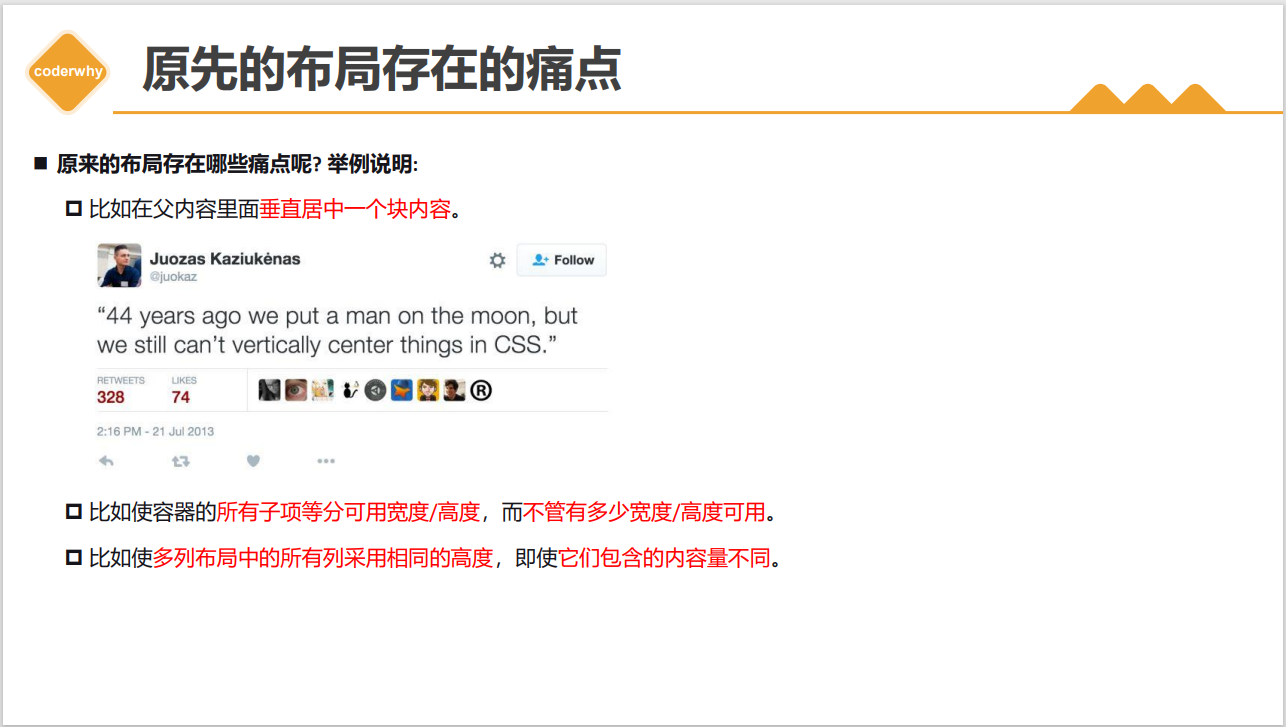 coderwhy
原先的布局存在的痛点
原来的布局存在哪些痛点呢? 举例说明:
比如在父内容里面垂直居中一个块内容。
Juozas Kaziukėnas
Follow
@juokaz
“44 years ago we put a man on the moon, but
we still can’t vertically center things in CSS.”
RETWEETS LIKES
328 74
®
2:16 PM - 21 Jul 2013
比如使容器的所有子项等分可用宽度/高度，而不管有多少宽度/高度可用。
比如使多列布局中的所有列采用相同的高度，即使它们包含的内容量不同。